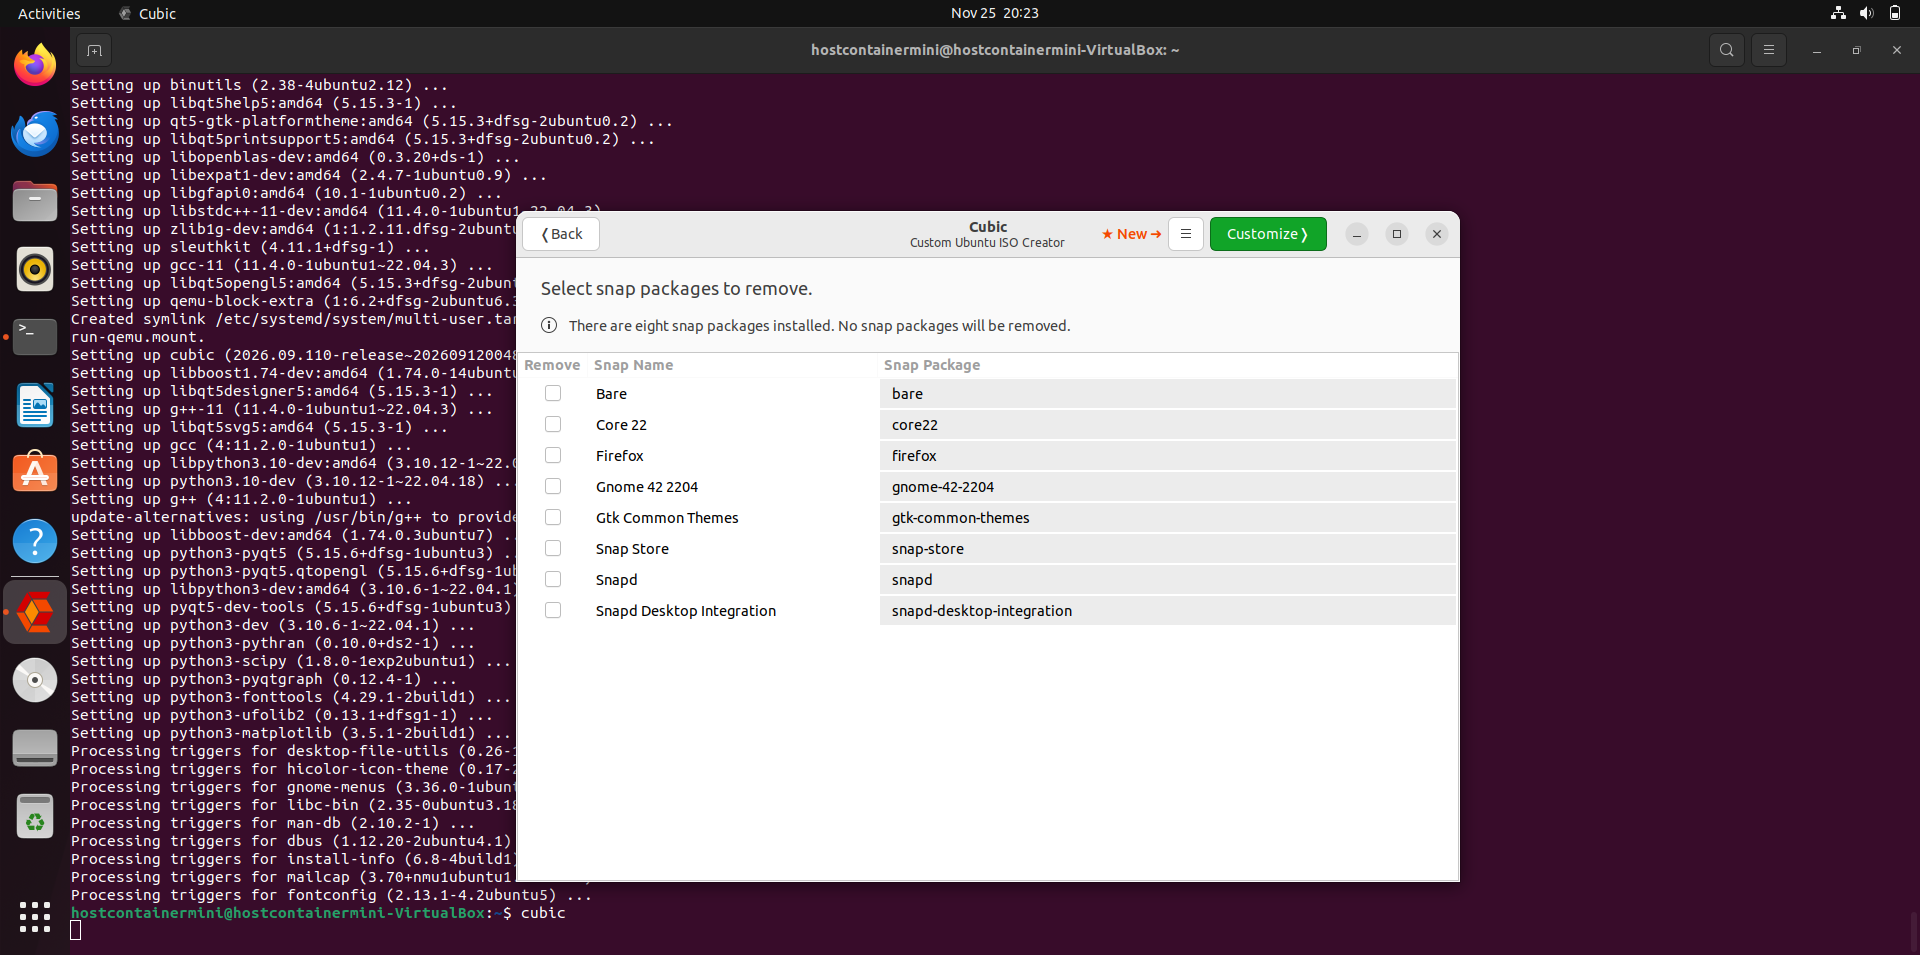 Activities
Cubic
Nov 25 20:23
hostcontainermini@hostcontainermini-VirtualBox: ~
Setting up binutils (2.38-4ubuntu2.12) ...
Setting up libqt5help5:amd64 (5.15.3-1) ...
Setting up qt5-gtk-platformtheme:amd64 (5.15.3+dfsg-2ubuntu0.2) ...
Setting up libqt5printsupport5:amd64 (5.15.3+dfsg-2ubuntu0.2) ...
Setting up libopenblas-dev:amd64 (0.3.20+ds-1) ...
Setting up libexpat1-dev:amd64 (2.4.7-1ubuntu0.9) ...
Setting up libgfapi0:amd64 (10.1-1ubuntu0.2) ...
Setting up libstdc++-11-dev:amd64 (11.4.0-1ubuntu1~22.04.3)
Setting up zlib1g-dev:amd64 (1:1.2.11.dfsg-2ubuntu
Setting up sleuthkit (4.11.1+dfsg-1) ...
Setting up gcc-11 (11.4.0-1ubuntu1~22.04.3) ...
Setting up libqt5opengl5:amd64 (5.15.3+dfsg-2ubun
Setting up qemu-block-extra (1:6.2+dfsg-2ubuntu6.3
Created symlink /etc/systemd/system/multi-user.tar
run-qemu.mount.
Setting up cubic (2026.09.110-release~202609120048
Setting up libboost1.74-dev:amd64 (1.74.0-14ubuntu
Setting up libqt5designer5:amd64 (5.15.3-1) ...
Setting up g++-11 (11.4.0-1ubuntu1~22.04.3) ...
Setting up libqt5svg5:amd64 (5.15.3-1) ...
Setting up gcc (4:11.2.0-1ubuntu1) ...
Setting up libpython3.10-dev:amd64 (3.10.12-1~22.0
Setting up python3.10-dev (3.10.12-1~22.04.18) ...
Setting up g++ (4:11.2.0-1ubuntu1) ...
update-alternatives: using /usr/bin/g++ to provide
Setting up libboost-dev:amd64 (1.74.0.3ubuntu7) ..
Setting up python3-pyqt5 (5.15.6+dfsg-1ubuntu3) ..
Setting up python3-pyqt5.qtopengl (5.15.6+dfsg-1ub
Setting up libpython3-dev:amd64 (3.10.6-1~22.04.1)
Setting up pyqt5-dev-tools (5.15.6+dfsg-1ubuntu3)
Setting up python3-dev (3.10.6-1~22.04.1) ...
Setting up python3-pythran (0.10.0+ds2-1) ...
Setting up python3-scipy (1.8.0-1exp2ubuntu1) ...
Setting up python3-pyqtgraph (0.12.4-1) ...
Setting up python3-fonttools (4.29.1-2build1) ...
Setting up python3-ufolib2 (0.13.1+dfsg1-1) ...
Setting up python3-matplotlib (3.5.1-2build1) ...
Processing triggers for desktop-file-utils (0.26-1
Processing triggers for hicolor-icon-theme (0.17-2
Processing triggers for gnome-menus (3.36.0-1ubunt
Processing triggers for libc-bin (2.35-0ubuntu3.18
Processing triggers for man-db (2.10.2-1) ...
Processing triggers for dbus (1.12.20-2ubuntu4.1)
Processing triggers for install-info (6.8-4build1)
Processing triggers for mailcap (3.70+nmu1ubuntu1.
Processing triggers for fontconfig (2.13.1-4.2ubuntu5) ...
hostcontainermini@hostcontainermini-VirtualBox:~$ cubic
❬Back
Cubic
Custom Ubuntu ISO Creator
★ New ➔
Customize❭
Select snap packages to remove.
There are eight snap packages installed. No snap packages will be removed.
Remove Snap Name Snap Package
Bare bare
Core 22 core22
Firefox firefox
Gnome 42 2204 gnome-42-2204
Gtk Common Themes gtk-common-themes
Snap Store snap-store
Snapd snapd
Snapd Desktop Integration snapd-desktop-integration